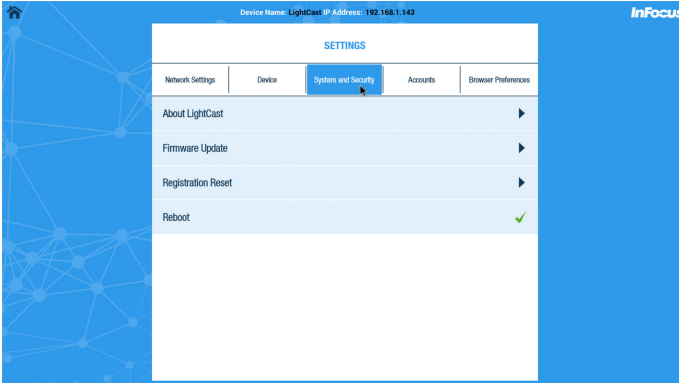 Device Name: LightCast IP Address: 192.168.1.143
InFocus
SETTINGS
Network Settings Device System and Security Accounts Browser Preferences
About LightCast
Firmware Update
Registration Reset
Reboot